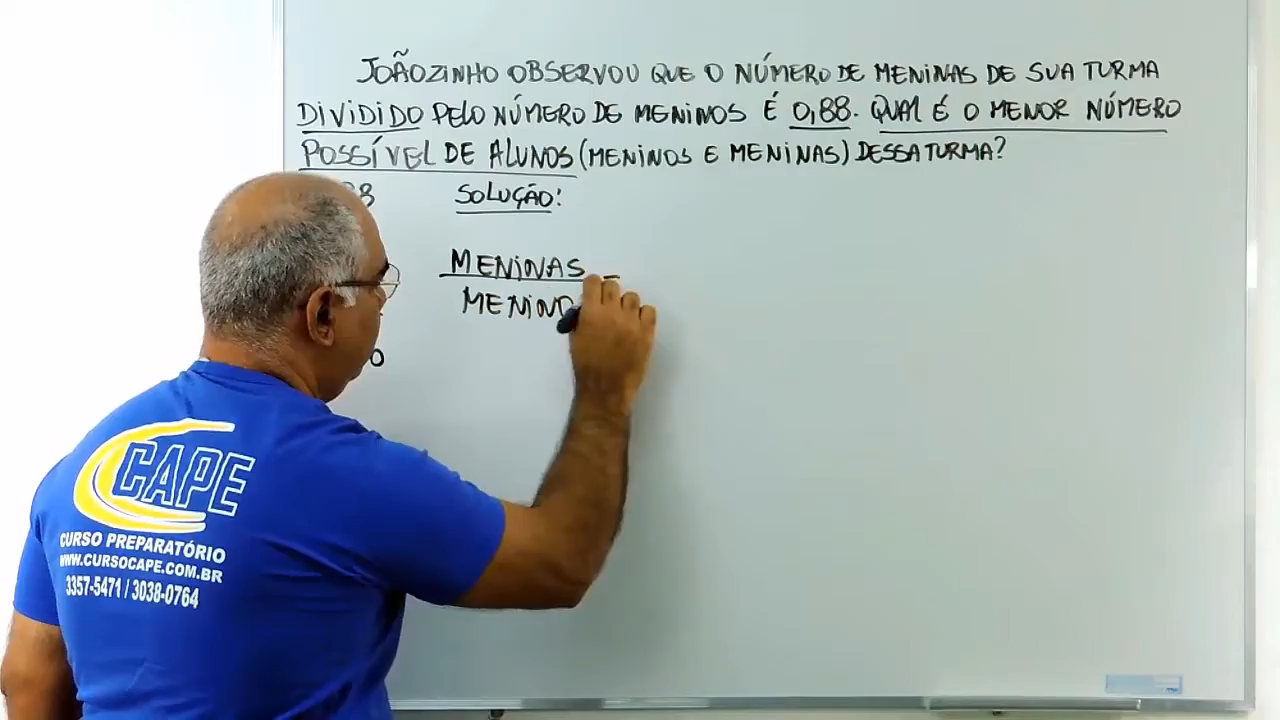 JOÃOZINHO OBSERVOU QUE O NÚMERO DE MENINAS DE SUA TURMA
DIVIDIDO PELO NÚMERO DE MENINOS É 0,88. QUAL É O MENOR NÚMERO
POSSÍVEL DE ALUNOS (MENINOS E MENINAS) DESSA TURMA?
SOLUÇÃO:
MENINAS =
CAPE
CURSO PREPARATÓRIO
WWW.CURSOCAPE.COM.BR
3357-5471 / 3038-0764